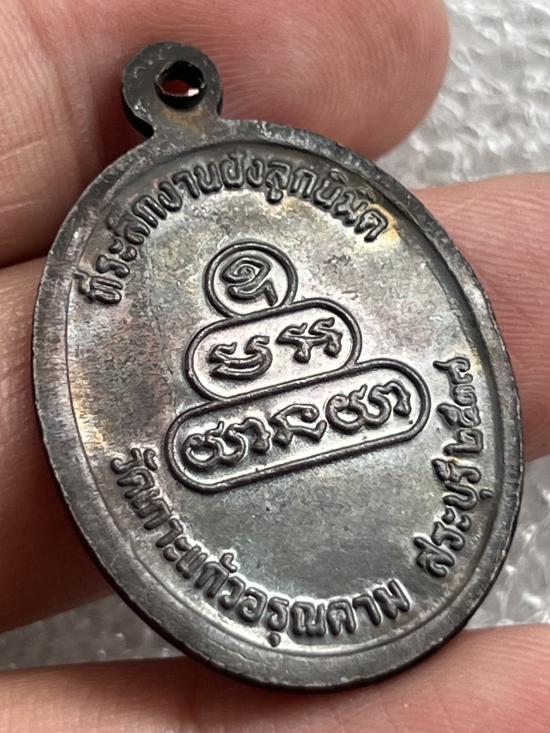 ที่ระลึกงานฝังลูกนิมิต
วัดเกาะแก้วอรุณคาม สระบุรี ๒๕๓๗